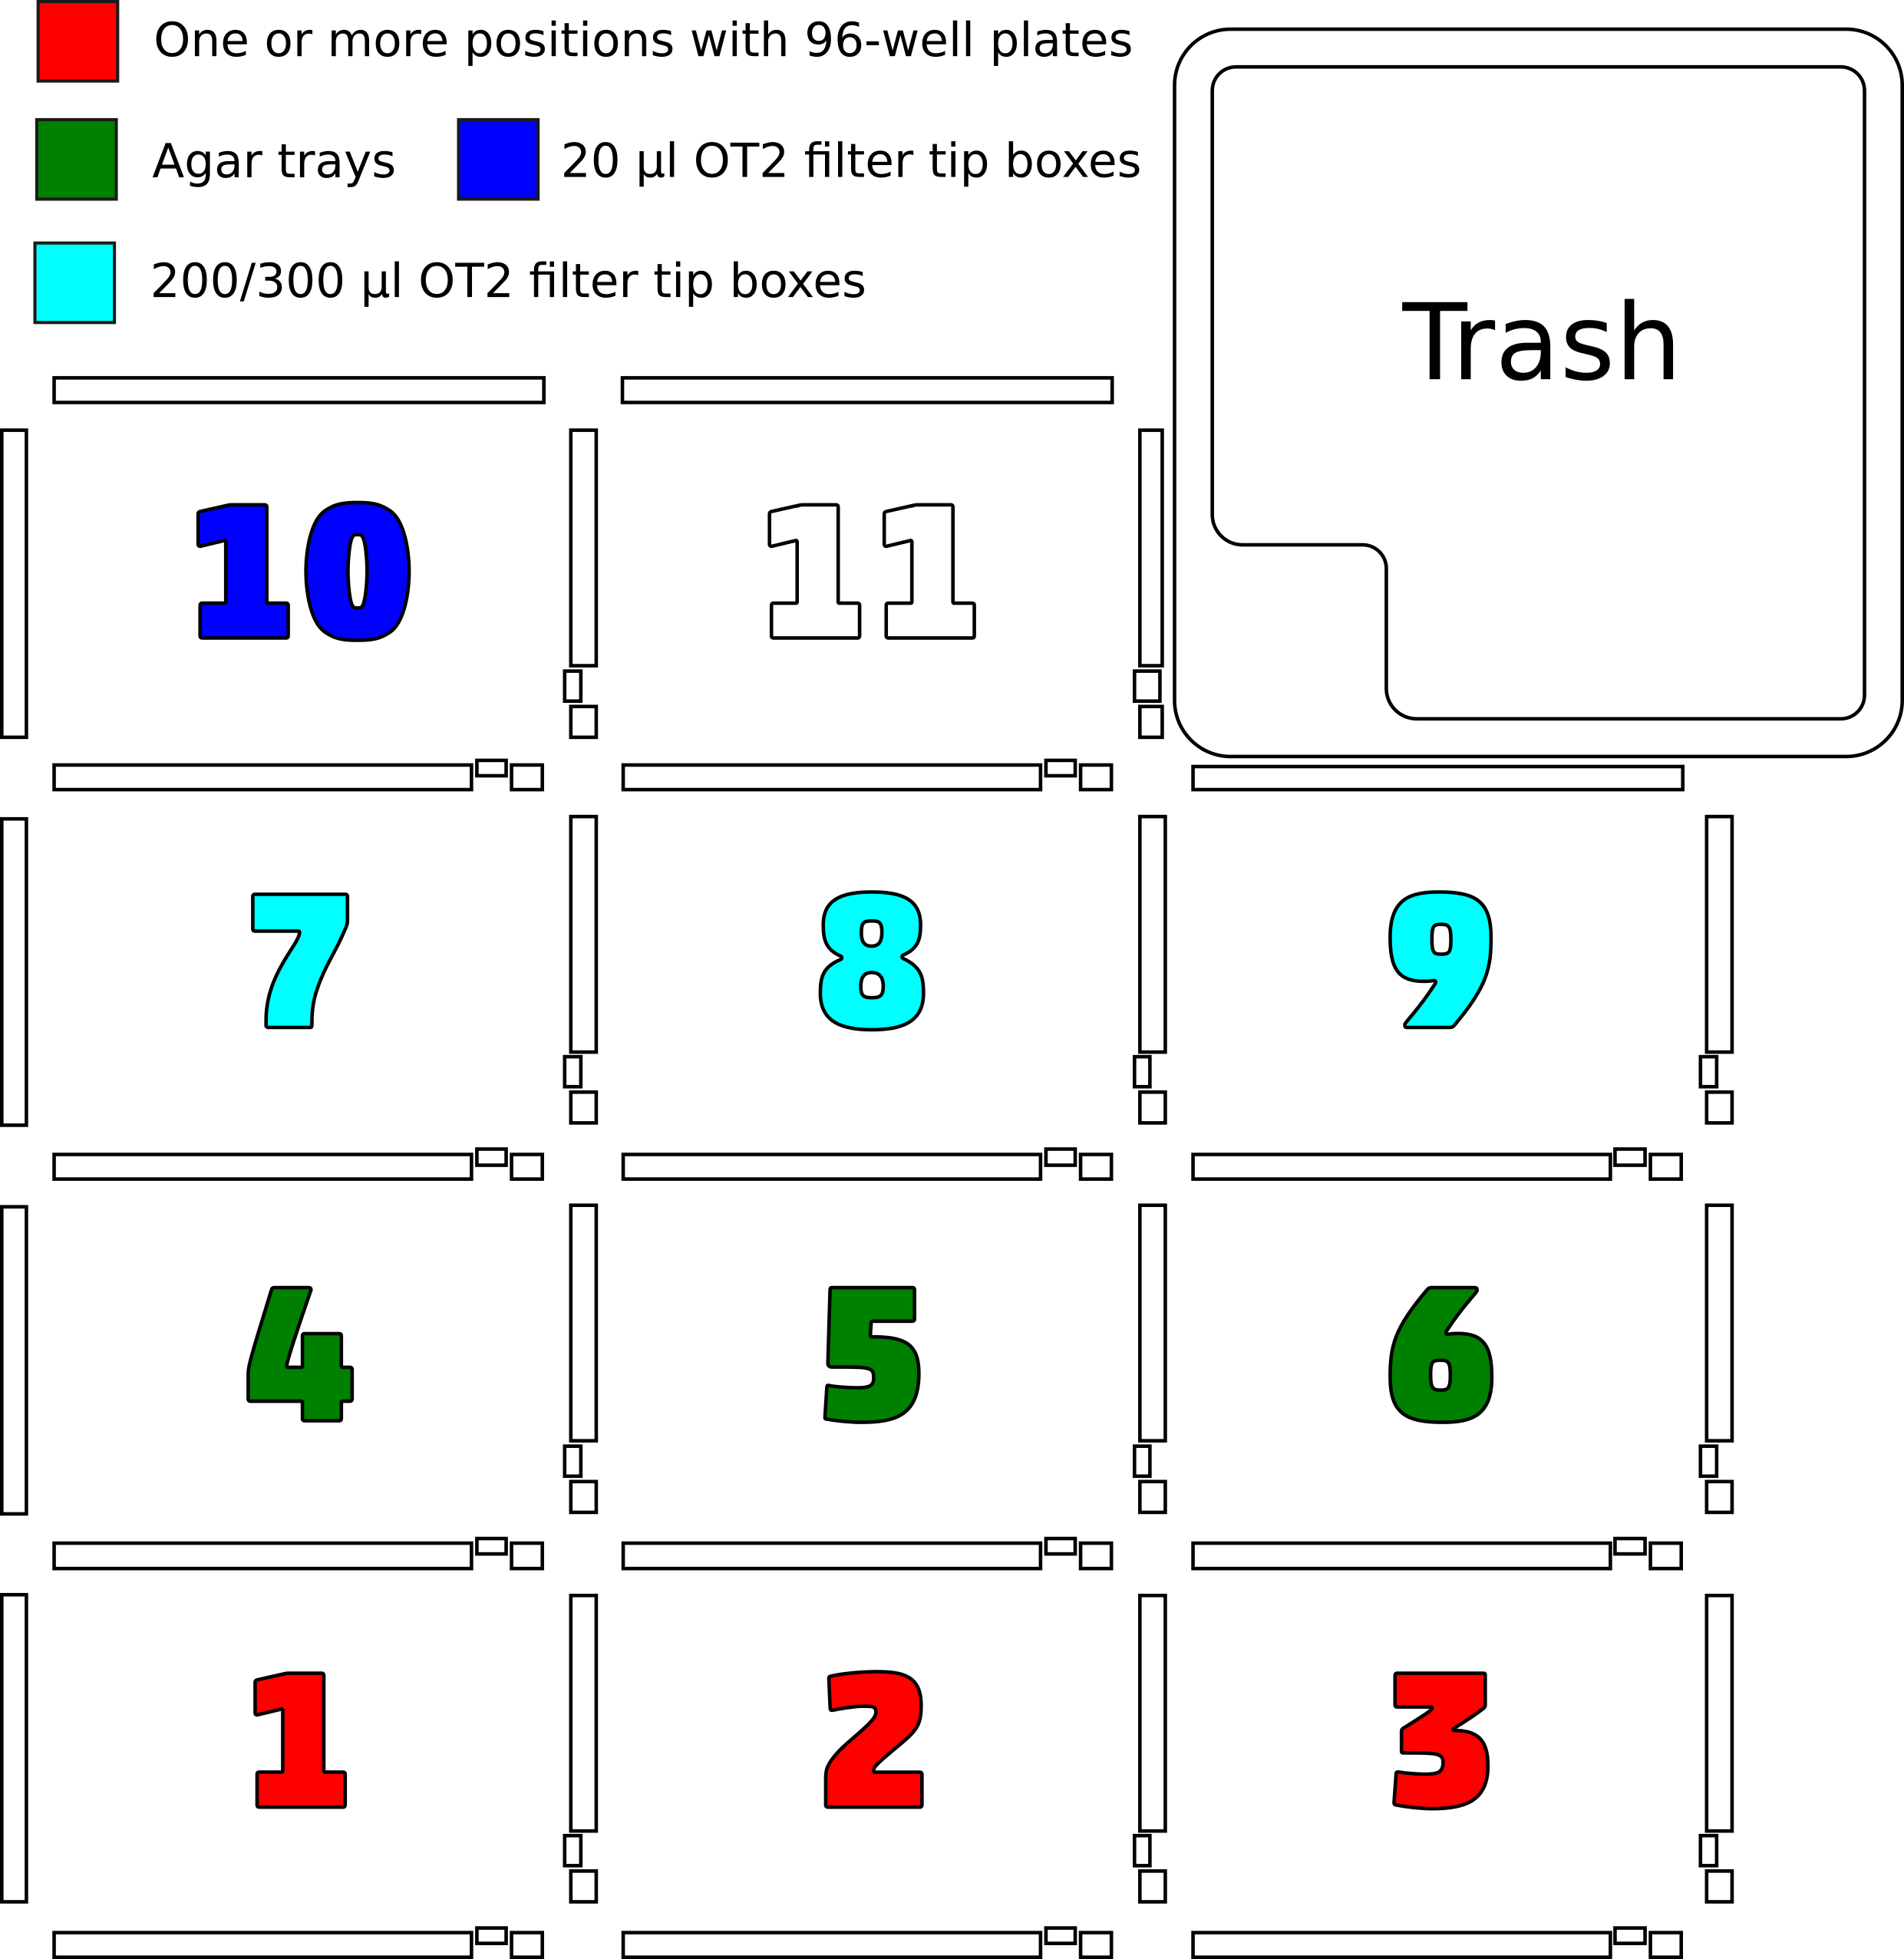 One or more positions with 96-well plates
Agar trays 20 µl OT2 filter tip boxes
200/300 µl OT2 filter tip boxes
Trash
10 11
7 8 9
4 5 6
1 2 3